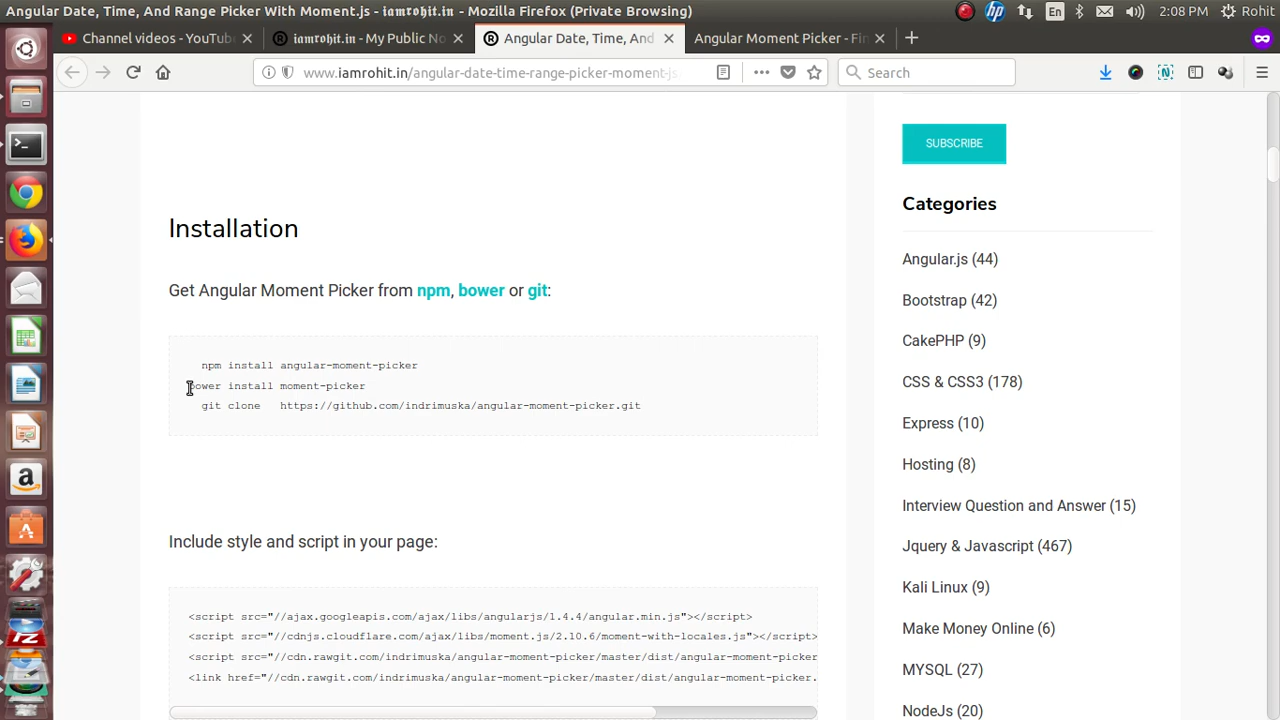 Angular Date, Time, And Range Picker With Moment.js - 𝖎𝖆𝖒𝖗𝖔𝖍𝖎𝖙.𝖎𝖓 - Mozilla Firefox (Private Browsing)
En
2:08 PM
Rohit
Channel videos - YouTub
𝖎𝖆𝖒𝖗𝖔𝖍𝖎𝖙.𝖎𝖓 - My Public No
Angular Date, Time, And
Angular Moment Picker - Fin
www.iamrohit.in/angular-date-time-range-picker-moment-js
Search
SUBSCRIBE
Installation
Get Angular Moment Picker from npm, bower or git:
npm install angular-moment-picker
bower install moment-picker
git clone https://github.com/indrimuska/angular-moment-picker.git
Include style and script in your page:
<script src="//ajax.googleapis.com/ajax/libs/angularjs/1.4.4/angular.min.js"></script>
<script src="//cdnjs.cloudflare.com/ajax/libs/moment.js/2.10.6/moment-with-locales.js"></script>
<script src="//cdn.rawgit.com/indrimuska/angular-moment-picker/master/dist/angular-moment-picker
<link href="//cdn.rawgit.com/indrimuska/angular-moment-picker/master/dist/angular-moment-picker.
Categories
Angular.js (44)
Bootstrap (42)
CakePHP (9)
CSS & CSS3 (178)
Express (10)
Hosting (8)
Interview Question and Answer (15)
Jquery & Javascript (467)
Kali Linux (9)
Make Money Online (6)
MYSQL (27)
NodeJs (20)